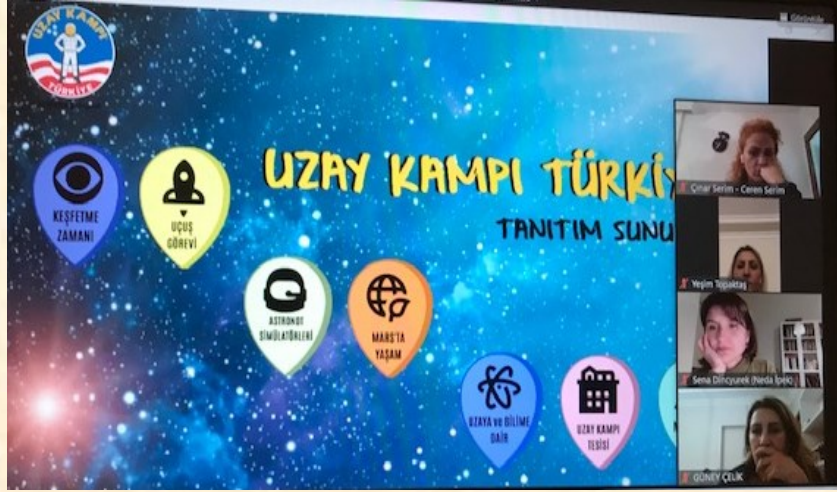 UZAY KAMPI
TÜRKİYE
Görüntüle
KEŞFETME
ZAMANI
UÇUŞ
GÖREVİ
UZAY KAMPI TÜRKİY
TANITIM SUNU
ASTRONOT
SİMÜLATÖRLERİ
MARS'TA
YAŞAM
UZAYA ve BİLİME
DAİR
UZAY KAMPI
TESİSİ
Çınar Serim - Ceren Serim
Yeşim Topaktaş
Sena Dincyurek (Neda İpek)
GÜNEY ÇELİK